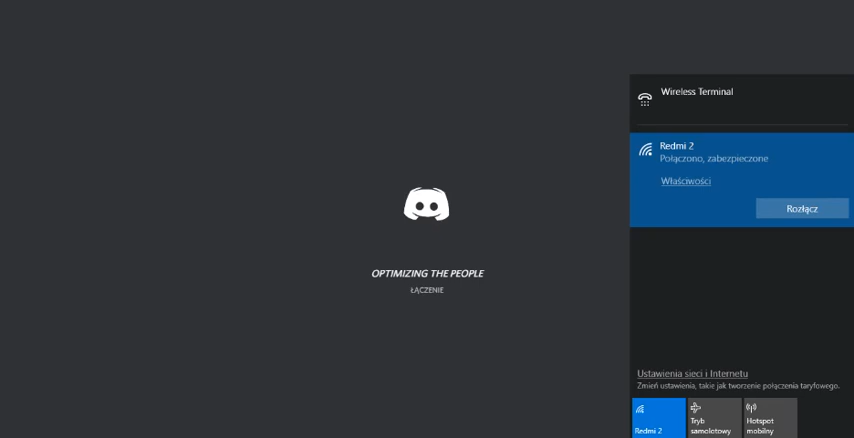 Wireless Terminal
Redmi 2
Połączono, zabezpieczone
Właściwości
Rozłącz
OPTIMIZING THE PEOPLE
ŁĄCZENIE
Ustawienia sieci i Internetu
Zmień ustawienia, takie jak tworzenie połączenia taryfowego.
Redmi 2
Tryb samolotowy
Hotspot mobilny